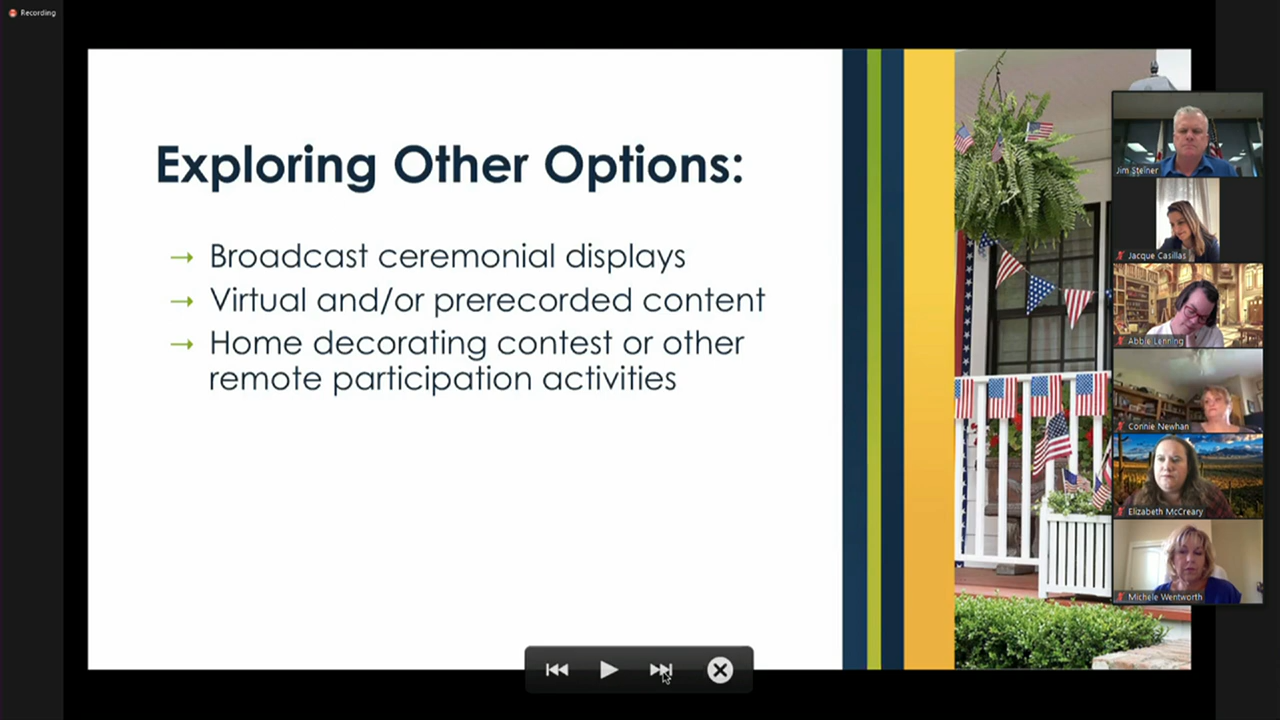 Recording
Exploring Other Options:
→ Broadcast ceremonial displays
→ Virtual and/or prerecorded content
→ Home decorating contest or other
remote participation activities
Jim Steiner
Jacque Casillas
Abbie Lenning
Connie Newhan
Elizabeth McCreary
Michele Wentworth